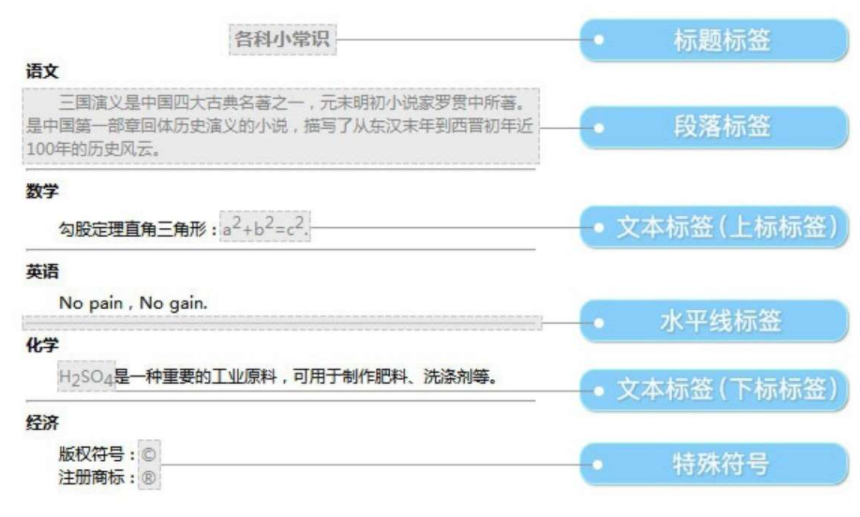 各科小常识
标题标签
语文
三国演义是中国四大古典名著之一，元末明初小说家罗贯中所著。
是中国第一部章回体历史演义的小说，描写了从东汉末年到西晋初年近
100年的历史风云。
段落标签
数学
勾股定理直角三角形：a²+b²=c².
文本标签（上标标签）
英语
No pain，No gain.
水平线标签
化学
H₂SO₄是一种重要的工业原料，可用于制作肥料、洗涤剂等。
文本标签（下标标签）
经济
版权符号：©
注册商标：®
特殊符号